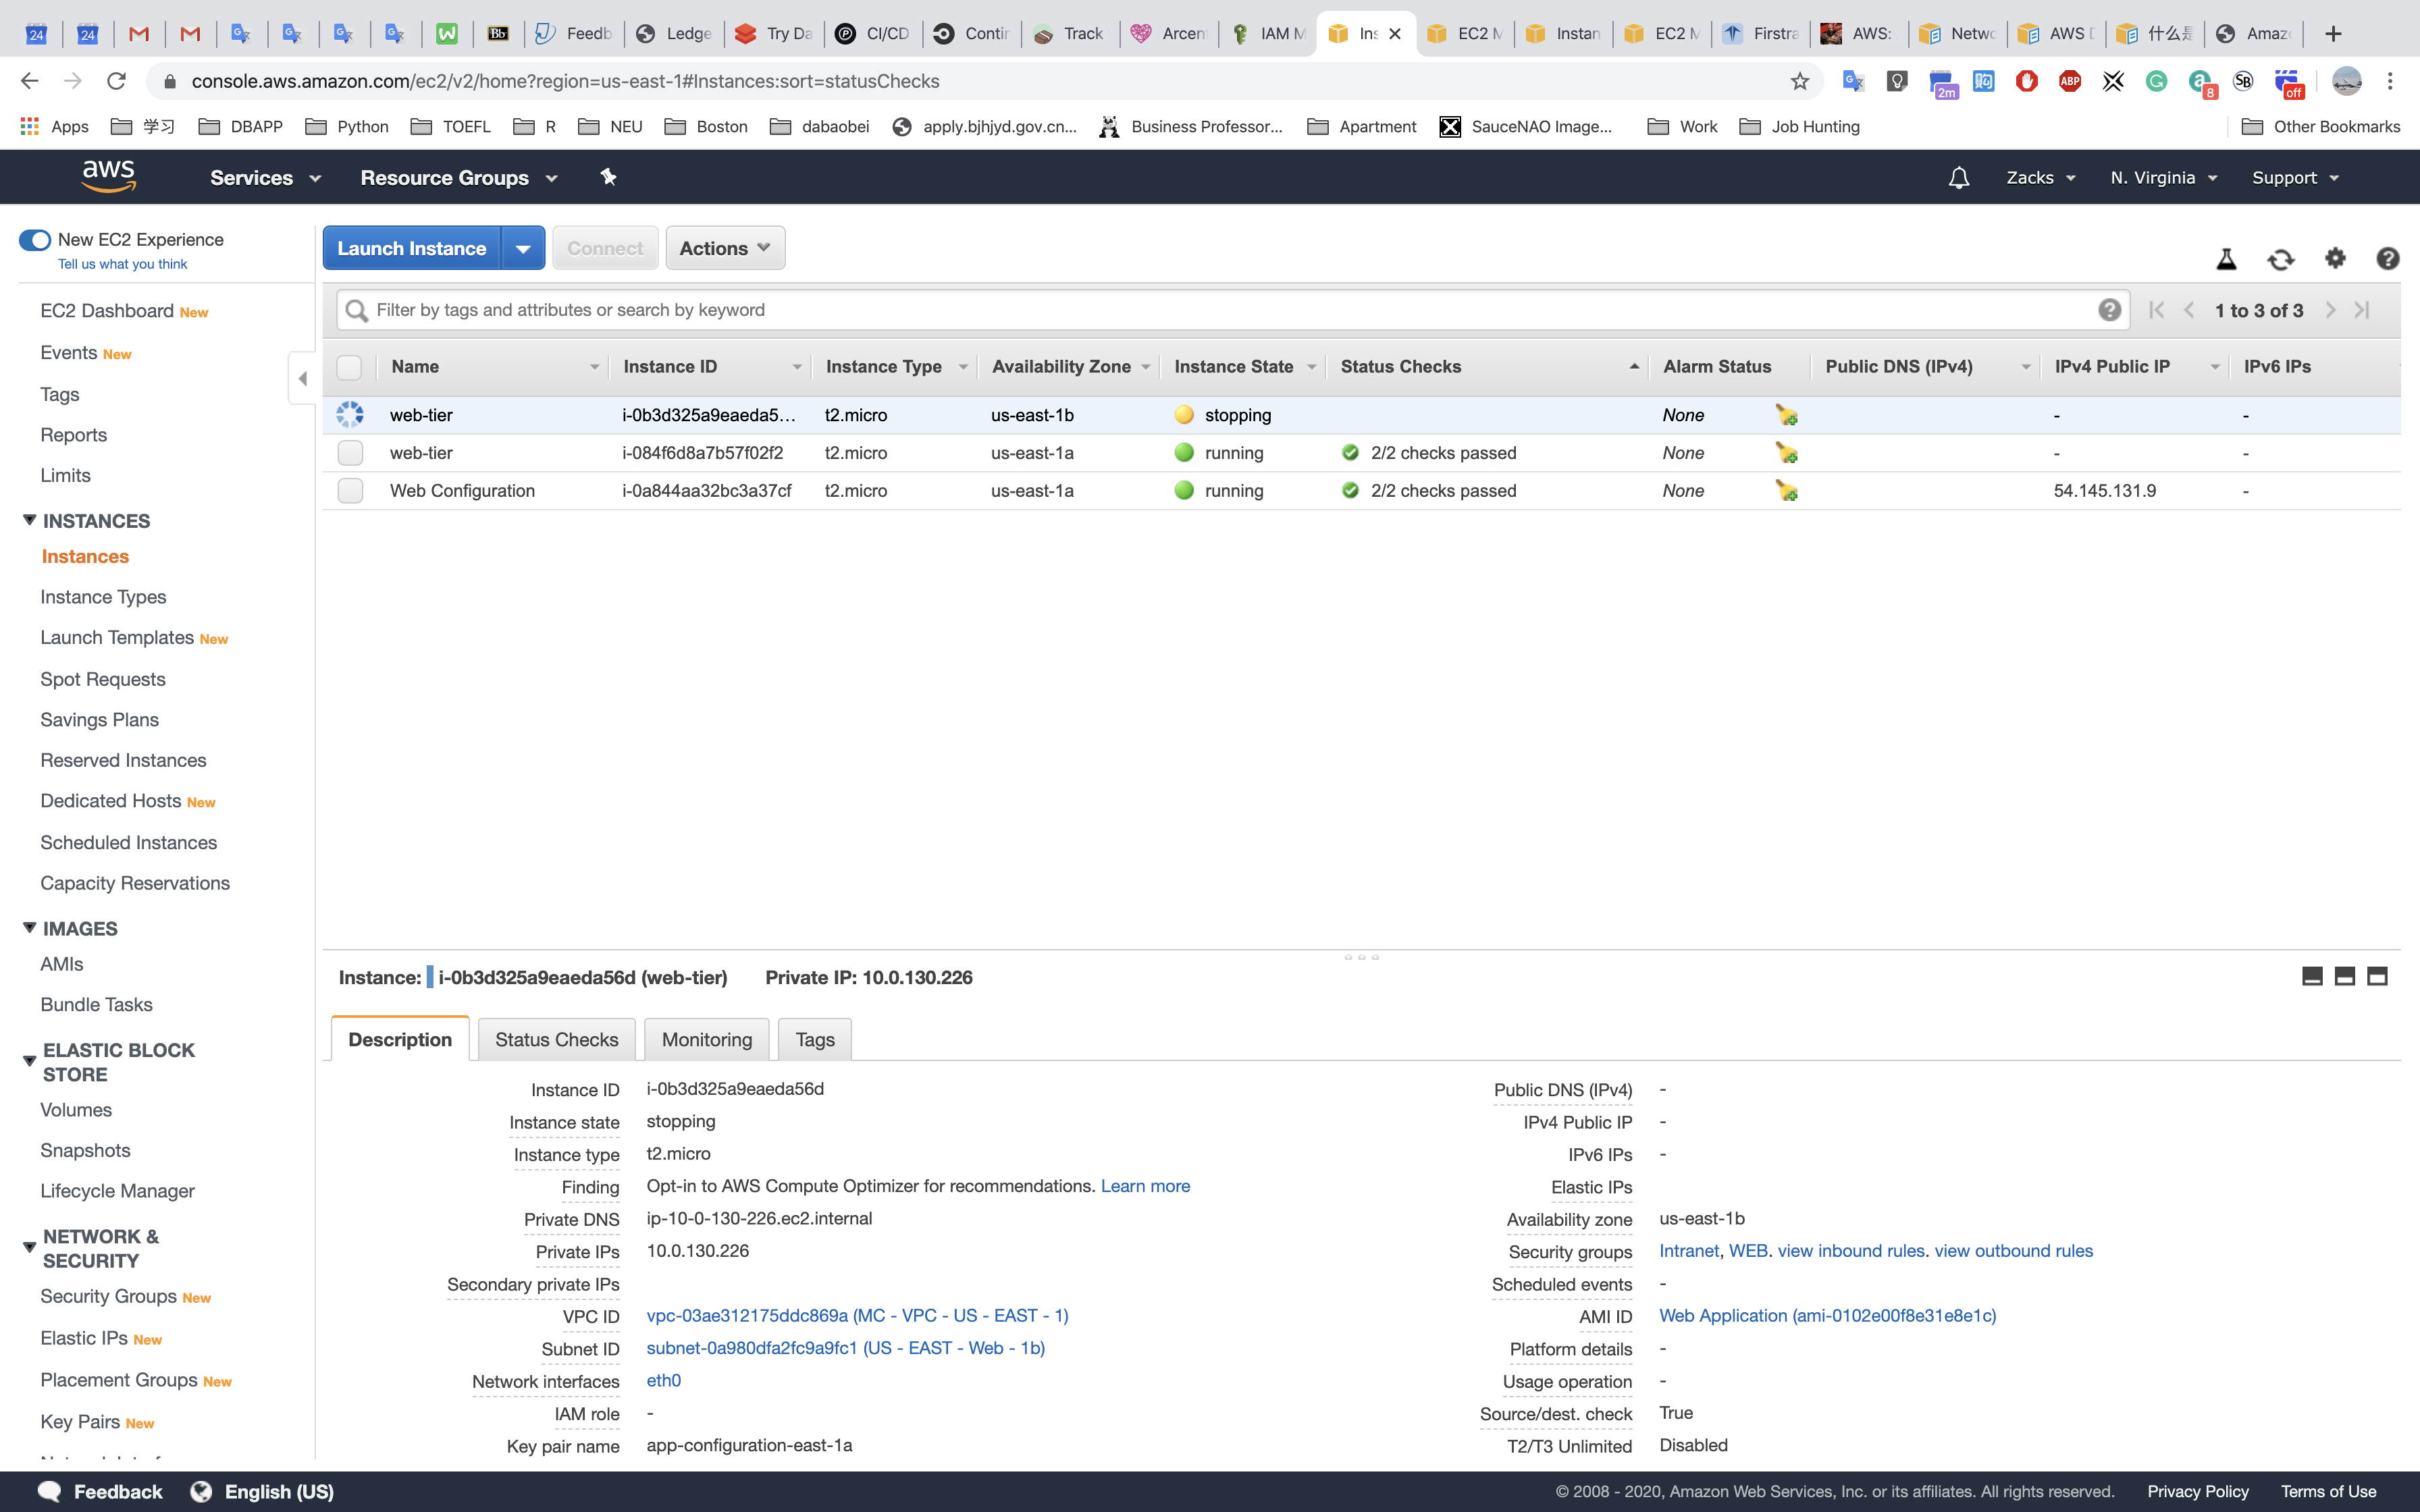 24 24 Feedb Ledge Try Da CI/CD Contin Track Arcen IAM M Ins EC2 M Instan EC2 M Firstra AWS: Netwo AWS D 什么是 Amaz
console.aws.amazon.com/ec2/v2/home?region=us-east-1#Instances:sort=statusChecks
2m ABP 8 SB off
Apps 学习 DBAPP Python TOEFL R NEU Boston dabaobei apply.bjhjyd.gov.cn... Business Professor... Apartment SauceNAO Image... Work Job Hunting Other Bookmarks
aws Services Resource Groups Zacks N. Virginia Support
New EC2 Experience
Tell us what you think
Launch Instance Connect Actions
EC2 Dashboard New
Events New
Tags
Reports
Limits
INSTANCES
Instances
Instance Types
Launch Templates New
Spot Requests
Savings Plans
Reserved Instances
Dedicated Hosts New
Scheduled Instances
Capacity Reservations
IMAGES
AMIs
Bundle Tasks
ELASTIC BLOCK
STORE
Volumes
Snapshots
Lifecycle Manager
NETWORK &
SECURITY
Security Groups New
Elastic IPs New
Placement Groups New
Key Pairs New
Filter by tags and attributes or search by keyword 1 to 3 of 3
Name Instance ID Instance Type Availability Zone Instance State Status Checks Alarm Status Public DNS (IPv4) IPv4 Public IP IPv6 IPs
web-tier i-0b3d325a9eaeda5... t2.micro us-east-1b stopping None - -
web-tier i-084f6d8a7b57f02f2 t2.micro us-east-1a running 2/2 checks passed None - -
Web Configuration i-0a844aa32bc3a37cf t2.micro us-east-1a running 2/2 checks passed None 54.145.131.9 -
Instance: i-0b3d325a9eaeda56d (web-tier) Private IP: 10.0.130.226
Description Status Checks Monitoring Tags
Instance ID i-0b3d325a9eaeda56d Public DNS (IPv4) -
Instance state stopping IPv4 Public IP -
Instance type t2.micro IPv6 IPs -
Finding Opt-in to AWS Compute Optimizer for recommendations. Learn more Elastic IPs
Private DNS ip-10-0-130-226.ec2.internal Availability zone us-east-1b
Private IPs 10.0.130.226 Security groups Intranet, WEB. view inbound rules. view outbound rules
Secondary private IPs Scheduled events -
VPC ID vpc-03ae312175ddc869a (MC - VPC - US - EAST - 1) AMI ID Web Application (ami-0102e00f8e31e8e1c)
Subnet ID subnet-0a980dfa2fc9a9fc1 (US - EAST - Web - 1b) Platform details -
Network interfaces eth0 Usage operation -
IAM role - Source/dest. check True
Key pair name app-configuration-east-1a T2/T3 Unlimited Disabled
Feedback English (US) © 2008 - 2020, Amazon Web Services, Inc. or its affiliates. All rights reserved. Privacy Policy Terms of Use